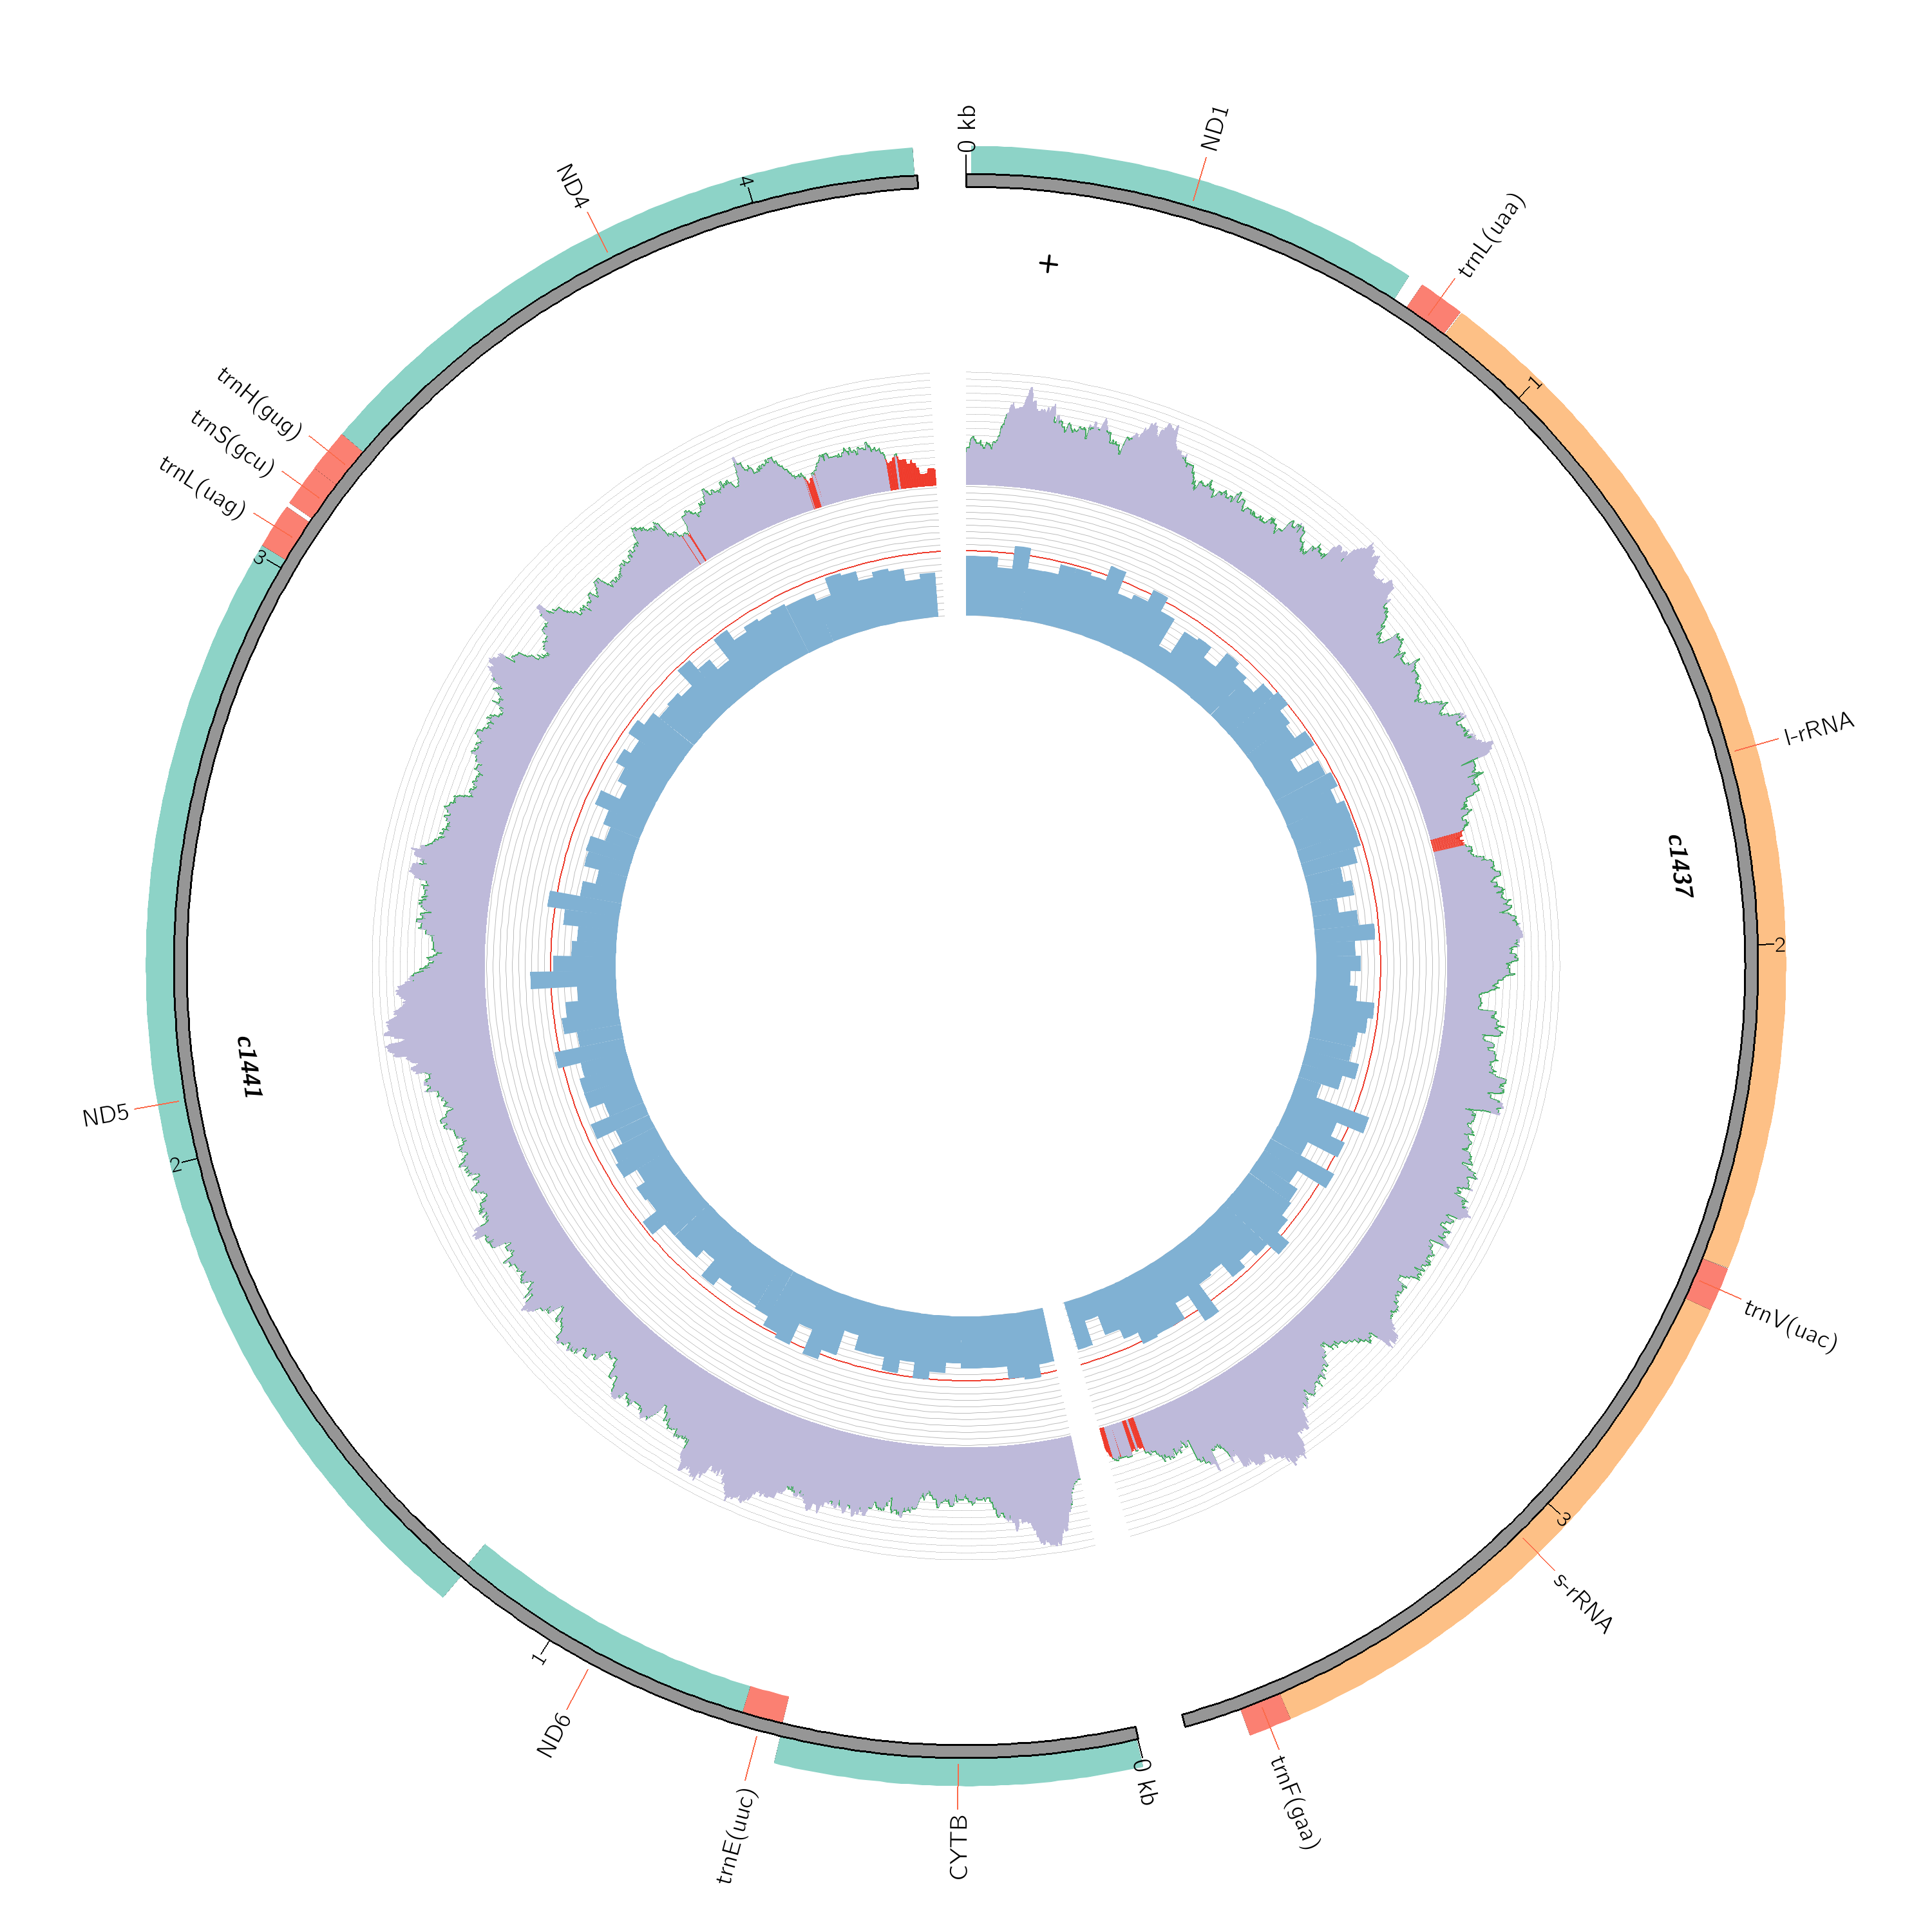 0 kb
ND1
+
trnL(uaa)
1
l-rRNA
c1437
2
trnV(uac)
3
s-rRNA
trnF(gaa)
0 kb
CYTB
trnE(uuc)
ND6
1
2
ND5
c1441
3
trnL(uag)
trnS(gcu)
trnH(gug)
ND4
4